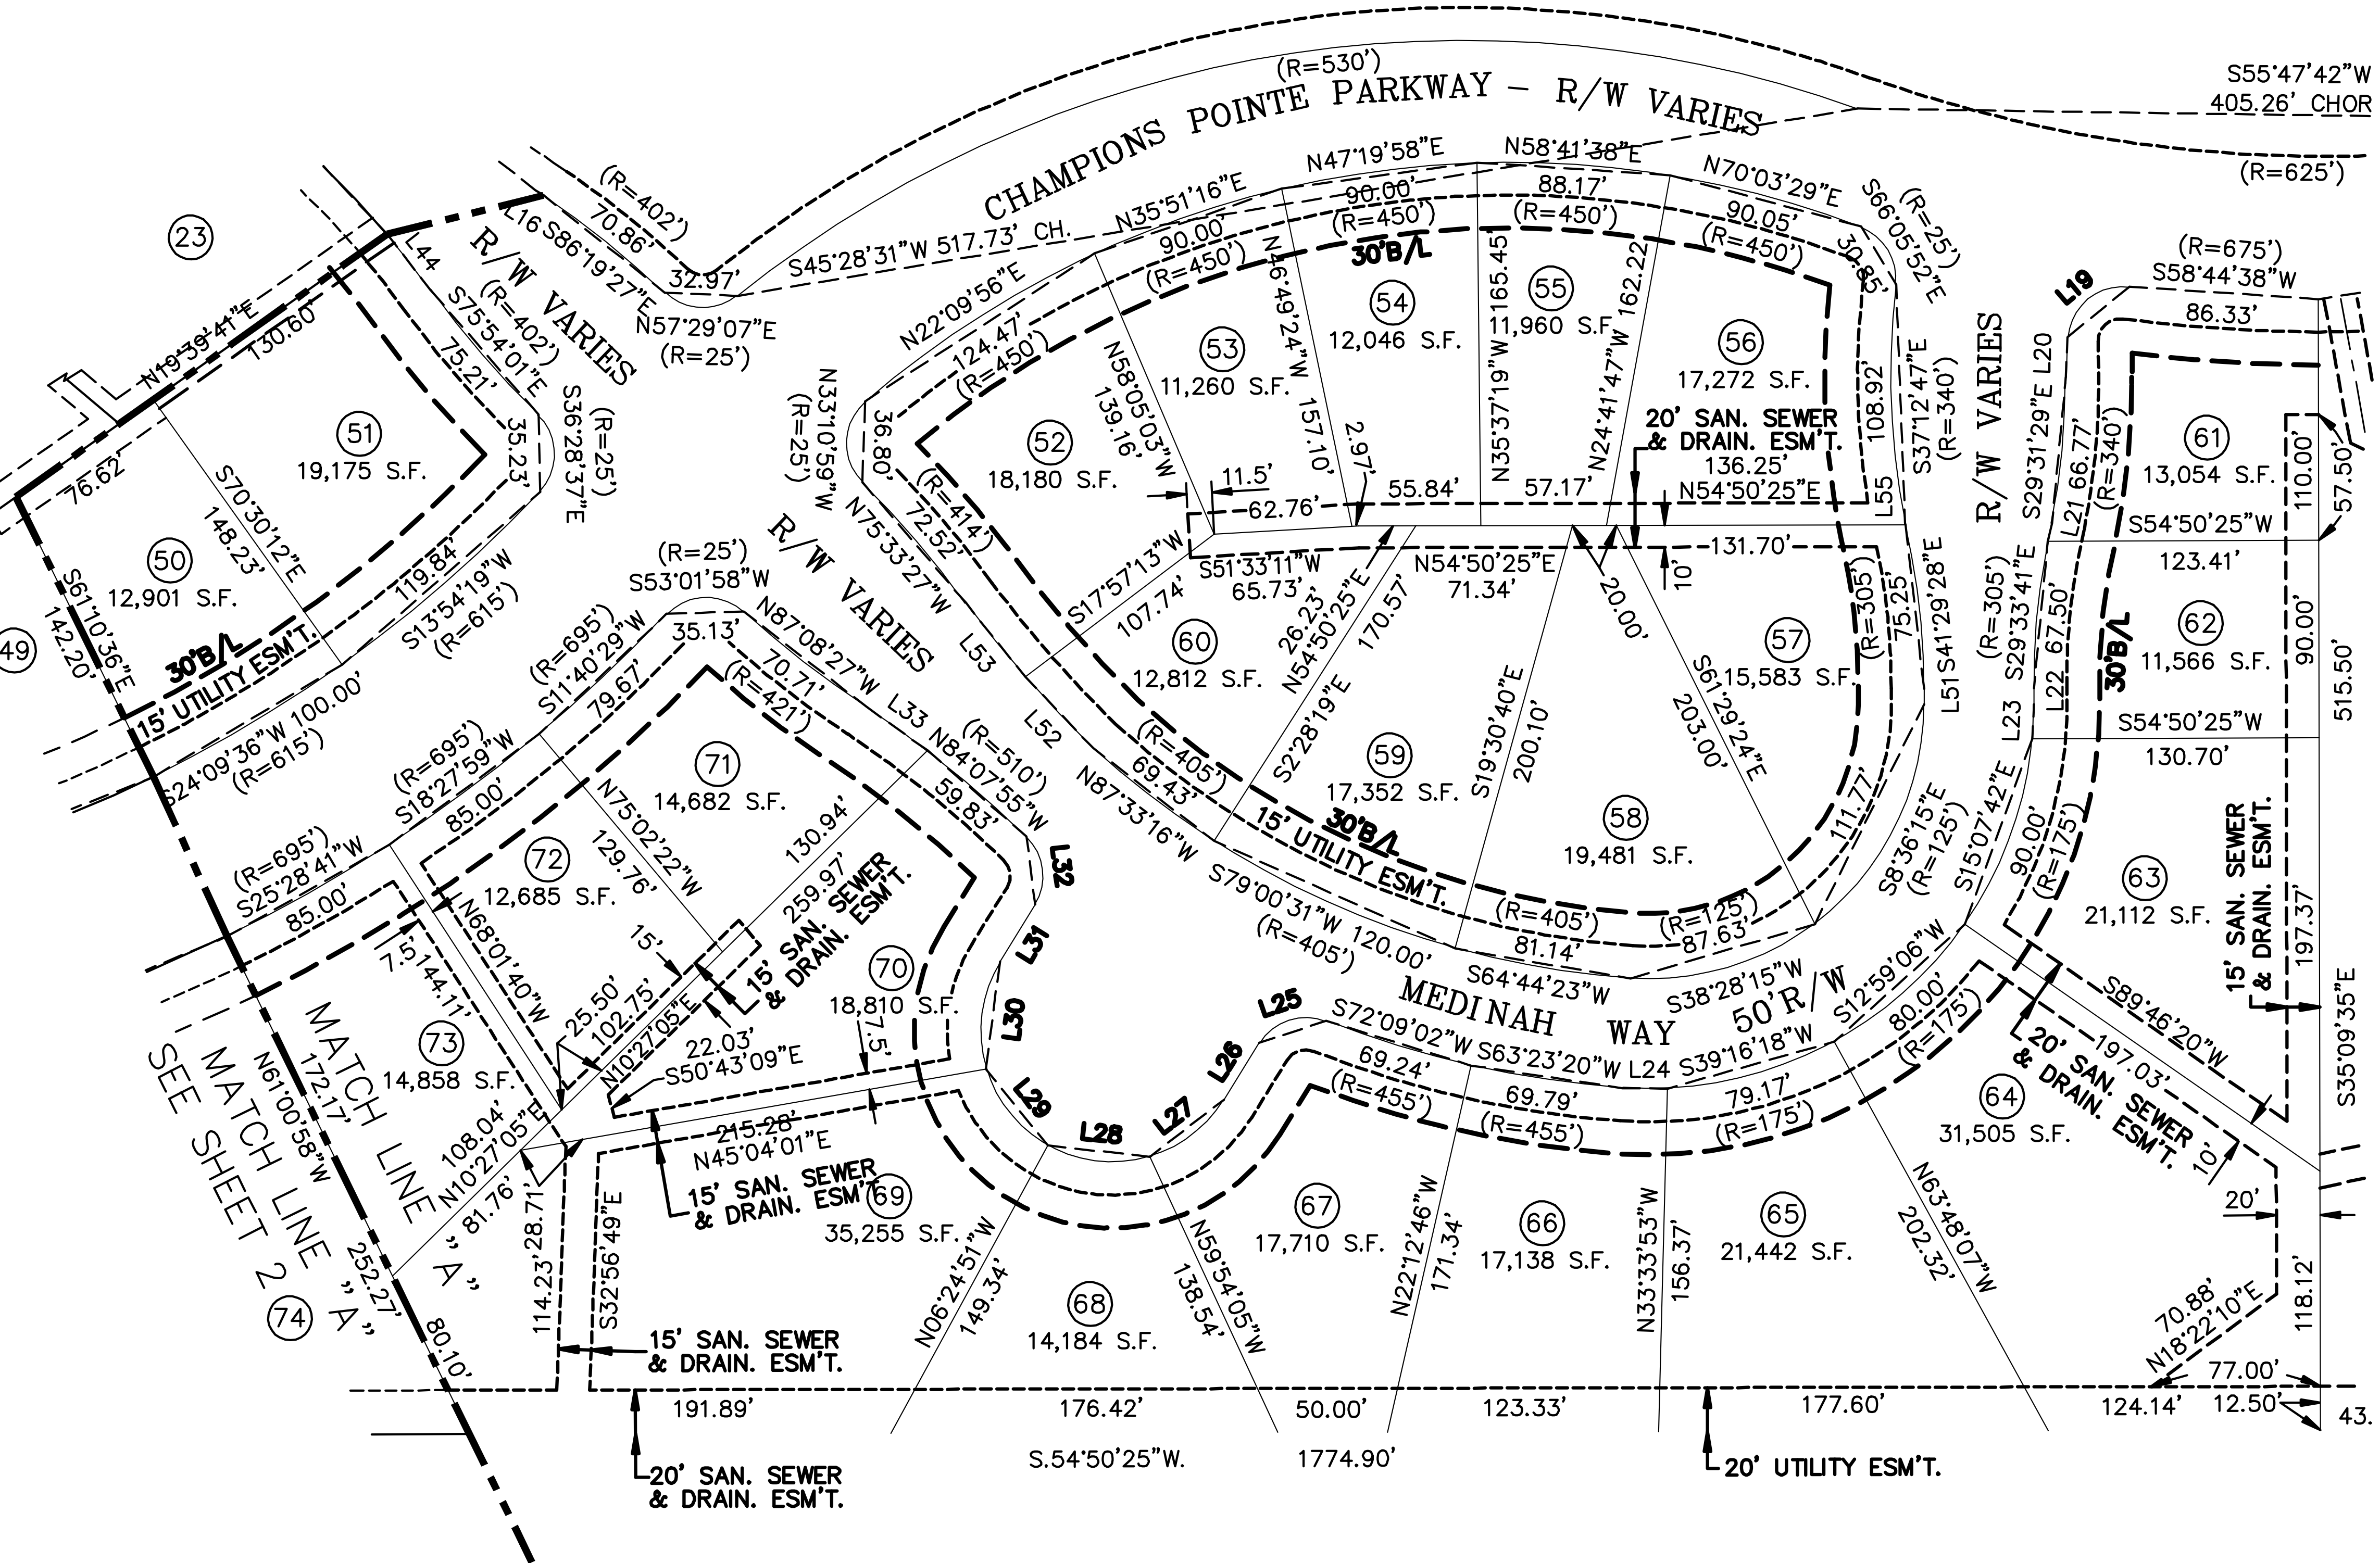 S55°47'42"W
405.26' CHOR
(R=625')
(R=530')
CHAMPIONS POINTE PARKWAY – R/W VARIES
23
N19°39'41"E
130.60'
76.62'
L44
S75°54'01"E
(R=402')
75.21'
L16
S86°19'27"E
70.86'
(R=402')
32.97'
N57°29'07"E
(R=25')
S45°28'31"W 517.73' CH.
R/W VARIES
51
19,175 S.F.
35.23'
S36°28'37"E
(R=25')
S70°30'12"E
148.23'
50
12,901 S.F.
119.84'
S13°54'19"W
(R=615')
S61°10'36"E
142.20'
49
30'B/L
15' UTILITY ESM'T.
S24°09'36"W 100.00'
(R=615')
N22°09'56"E
124.47'
(R=450')
N35°51'16"E
90.00'
(R=450')
N47°19'58"E
90.00'
(R=450')
30'B/L
N58°41'38"E
88.17'
(R=450')
N70°03'29"E
90.05'
(R=450')
S66°05'52"E
(R=25')
30.85'
N33°10'59"W
(R=25')
36.80'
52
18,180 S.F.
N58°05'03"W
139.16'
53
11,260 S.F.
N46°49'24"W 157.10'
54
12,046 S.F.
N35°37'19"W 165.45'
55
11,960 S.F.
N24°41'47"W 162.22'
56
17,272 S.F.
108.92'
S37°12'47"E
(R=340')
20' SAN. SEWER
& DRAIN. ESM'T.
136.25'
N54°50'25"E
11.5'
62.76'
2.97'
55.84'
57.17'
L55
(R=414')
72.52'
N75°33'27"W
L53
R/W VARIES
S17°57'13"W
107.74'
S51°33'11"W
65.73'
26.23'
N54°50'25"E
N54°50'25"E
71.34'
20.00'
131.70'
10'
60
12,812 S.F.
170.57'
S2°28'19"E
57
15,583 S.F.
(R=305')
75.25'
S41°29'28"E
L51
S61°29'24"E
203.00'
S19°30'40"E
200.10'
59
17,352 S.F.
58
19,481 S.F.
L52
(R=405')
69.43'
N87°33'16"W
30'B/L
15' UTILITY ESM'T.
S79°00'31"W 120.00'
(R=405')
(R=405')
81.14'
S64°44'23"W
(R=125')
87.63'
S38°28'15"W
111.77'
S8°36'15"E
(R=125')
MEDINAH WAY 50'R/W
R/W VARIES
L19
(R=675')
S58°44'38"W
86.33'
S29°31'29"E L20
L21 66.77'
(R=340')
61
13,054 S.F.
110.00'
57.50'
S54°50'25"W
123.41'
62
11,566 S.F.
90.00'
515.50'
(R=305')
L23 S29°33'41"E
L22 67.50'
30'B/L
S54°50'25"W
130.70'
63
21,112 S.F.
S15°07'42"E
90.00'
(R=175')
15' SAN. SEWER
& DRAIN. ESM'T.
197.37'
S35°09'35"E
S89°46'20"W
197.03'
20' SAN. SEWER
& DRAIN. ESM'T.
64
31,505 S.F.
10'
20'
S12°59'06"W
80.00'
(R=175')
N63°48'07"W
202.32'
70.88'
N18°22'10"E
118.12'
77.00'
(R=25')
S53°01'58"W
35.13'
(R=695')
S11°40'29"W
79.67'
N87°08'27"W
70.71'
(R=421')
L33
(R=510')
N84°07'55"W
59.83'
71
14,682 S.F.
(R=695')
S18°27'59"W
85.00'
N75°02'22"W
129.76'
130.94'
259.97'
72
12,685 S.F.
(R=695')
S25°28'41"W
85.00'
N68°01'40"W
7.5'
144.11'
15'
15' SAN. SEWER
& DRAIN. ESM'T.
25.50'
102.75'
N10°27'05"E
22.03'
S50°43'09"E
70
18,810 S.F.
7.5'
L32
L31
L30
L29
L28
L27
L26
L25
S72°09'02"W
69.24'
(R=455')
S63°23'20"W L24
69.79'
(R=455')
S39°16'18"W
79.17'
(R=175')
73
14,858 S.F.
MATCH LINE "A"
MATCH LINE "A"
SEE SHEET 2
172.17'
N61°00'58"W
252.27'
74
108.04'
N10°27'05"E
81.76'
215.28'
N45°04'01"E
15' SAN. SEWER
& DRAIN. ESM'T.
69
35,255 S.F.
28.71'
114.23'
S32°56'49"E
15' SAN. SEWER
& DRAIN. ESM'T.
80.10'
N06°24'51"W
149.34'
68
14,184 S.F.
N59°54'05"W
138.54'
67
17,710 S.F.
N22°12'46"W
171.34'
66
17,138 S.F.
N33°33'53"W
156.37'
65
21,442 S.F.
191.89'
176.42'
50.00'
123.33'
177.60'
124.14'
12.50'
43.
S.54°50'25"W.
1774.90'
20' SAN. SEWER
& DRAIN. ESM'T.
20' UTILITY ESM'T.